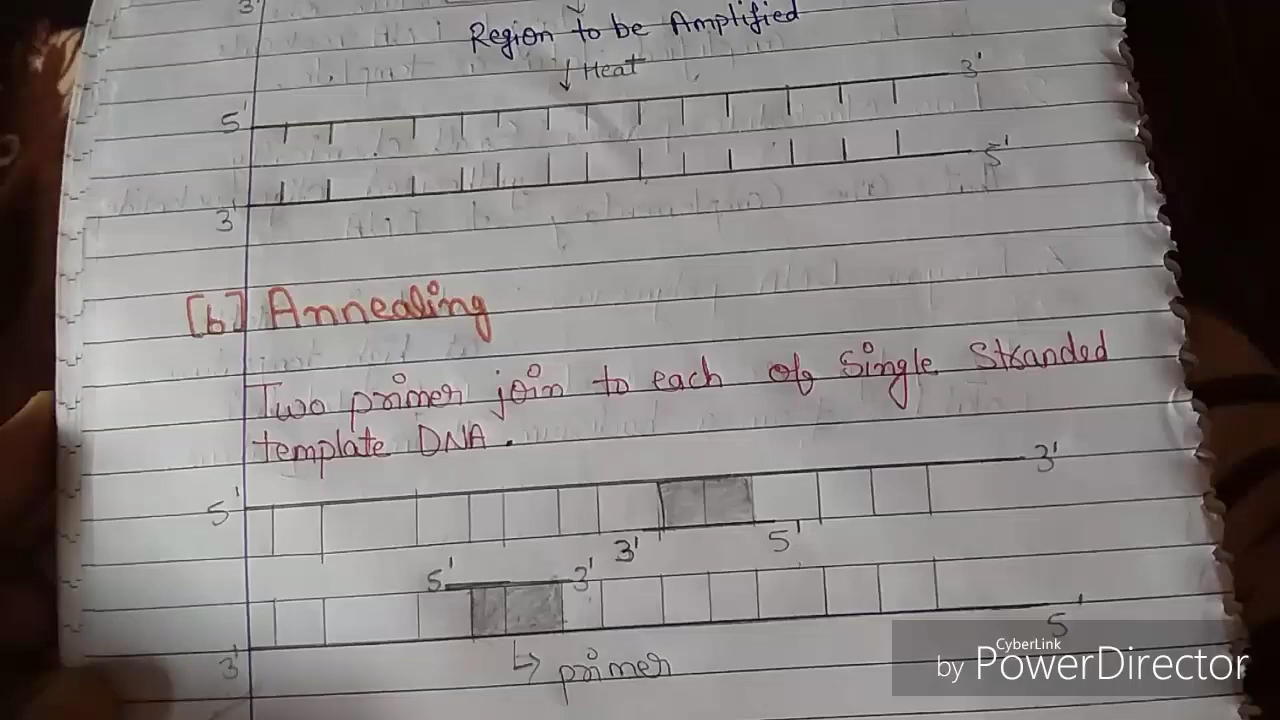 3'
Region to be Amplified
↓ Heat
5' 3'
3' 5'
[b] Annealing
Two primer join to each of Single Stranded
template DNA.
5' 3'
3' 5'
5' 3'
3' 5'
↳ primer
CyberLink
by PowerDirector